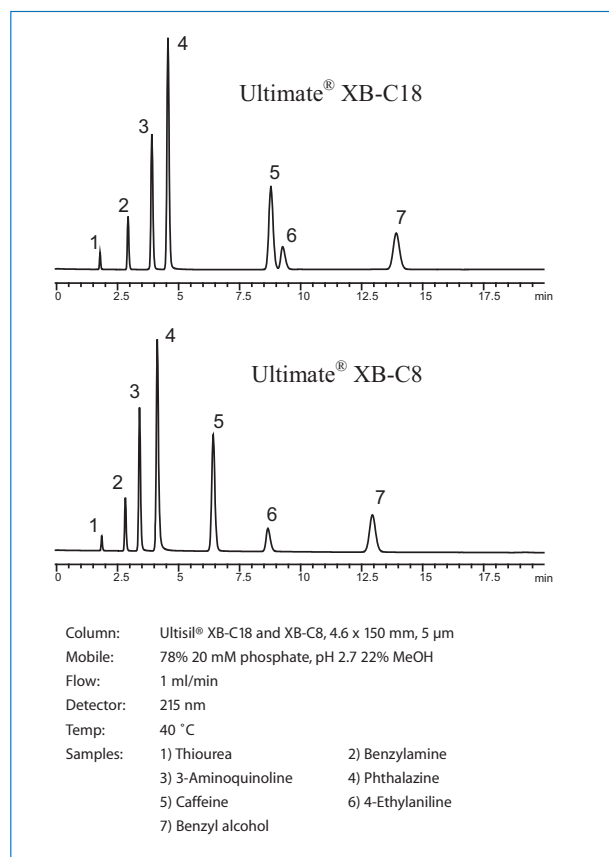 4
Ultimate® XB-C18
3
5
2
7
6
1
0 2.5 5 7.5 10 12.5 15 17.5 min
4
Ultimate® XB-C8
3
5
2
7
6
1
0 2.5 5 7.5 10 12.5 15 17.5 min
Column: Ultisil® XB-C18 and XB-C8, 4.6 x 150 mm, 5 µm
Mobile: 78% 20 mM phosphate, pH 2.7 22% MeOH
Flow: 1 ml/min
Detector: 215 nm
Temp: 40 ˚C
Samples: 1) Thiourea 2) Benzylamine
3) 3-Aminoquinoline 4) Phthalazine
5) Caffeine 6) 4-Ethylaniline
7) Benzyl alcohol